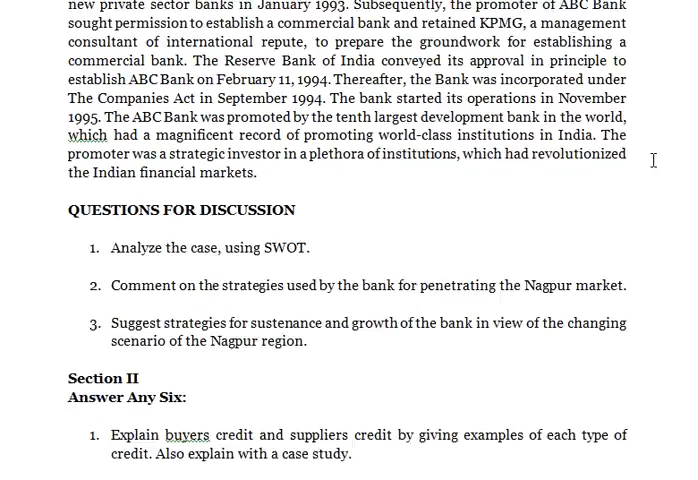 new private sector banks in January 1993. Subsequently, the promoter of ABC Bank
sought permission to establish a commercial bank and retained KPMG, a management
consultant of international repute, to prepare the groundwork for establishing a
commercial bank. The Reserve Bank of India conveyed its approval in principle to
establish ABC Bank on February 11, 1994. Thereafter, the Bank was incorporated under
The Companies Act in September 1994. The bank started its operations in November
1995. The ABC Bank was promoted by the tenth largest development bank in the world,
which had a magnificent record of promoting world-class institutions in India. The
promoter was a strategic investor in a plethora of institutions, which had revolutionized
the Indian financial markets.
QUESTIONS FOR DISCUSSION
1. Analyze the case, using SWOT.
2. Comment on the strategies used by the bank for penetrating the Nagpur market.
3. Suggest strategies for sustenance and growth of the bank in view of the changing
scenario of the Nagpur region.
Section II
Answer Any Six:
1. Explain buyers credit and suppliers credit by giving examples of each type of
credit. Also explain with a case study.